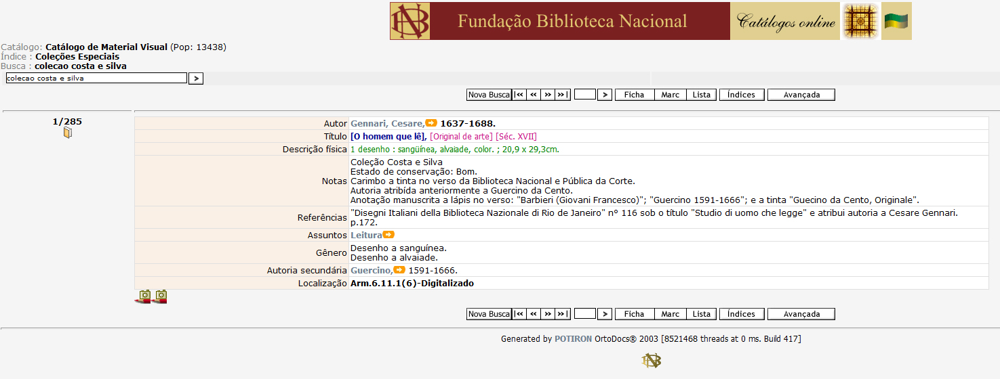 Fundação Biblioteca Nacional
Catálogos online
Catálogo: Catálogo de Material Visual (Pop: 13438)
Índice : Coleções Especiais
Busca : colecao costa e silva
colecao costa e silva >
Nova Busca |‹‹ ‹‹ ›› ››| > Ficha Marc Lista Índices Avançada
1/285
Autor Gennari, Cesare, 1637-1688.
Título [O homem que lê], [Original de arte] [Séc. XVII]
Descrição física 1 desenho : sangüínea, alvaiade, color. ; 20,9 x 29,3cm.
Notas Coleção Costa e Silva
Estado de conservação: Bom.
Carimbo a tinta no verso da Biblioteca Nacional e Pública da Corte.
Autoria atribída anteriormente a Guercino da Cento.
Anotação manuscrita a lápis no verso: "Barbieri (Giovani Francesco)"; "Guercino 1591-1666"; e a tinta "Guecino da Cento, Originale".
Referências "Disegni Italiani della Biblioteca Nazionale di Rio de Janeiro" nº 116 sob o título "Studio di uomo che legge" e atribui autoria a Cesare Gennari.
p.172.
Assuntos Leitura
Gênero Desenho a sanguínea.
Desenho a alvaiade.
Autoria secundária Guercino, 1591-1666.
Localização Arm.6.11.1(6)-Digitalizado
Nova Busca |‹‹ ‹‹ ›› ››| > Ficha Marc Lista Índices Avançada
Generated by POTIRON OrtoDocs® 2003 [8521468 threads at 0 ms. Build 417]